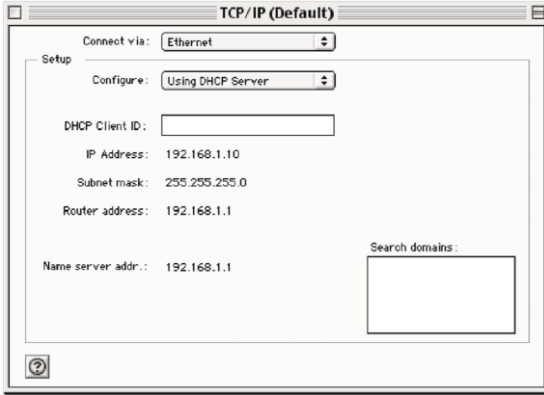 TCP/IP (Default)
Connect via: Ethernet
Setup
Configure: Using DHCP Server
DHCP Client ID:
IP Address: 192.168.1.10
Subnet mask: 255.255.255.0
Router address: 192.168.1.1
Search domains:
Name server addr.: 192.168.1.1
?